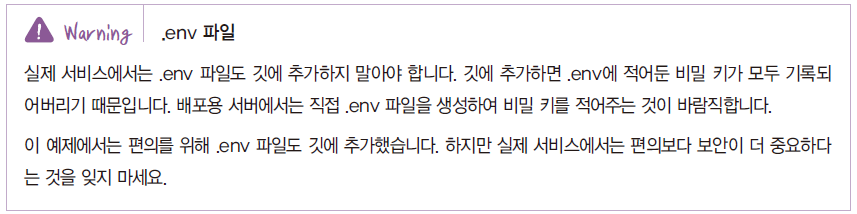 Warning .env 파일
실제 서비스에서는 .env 파일도 깃에 추가하지 말아야 합니다. 깃에 추가하면 .env에 적어둔 비밀 키가 모두 기록되
어버리기 때문입니다. 배포용 서버에서는 직접 .env 파일을 생성하여 비밀 키를 적어주는 것이 바람직합니다.
이 예제에서는 편의를 위해 .env 파일도 깃에 추가했습니다. 하지만 실제 서비스에서는 편의보다 보안이 더 중요하다
는 것을 잊지 마세요.